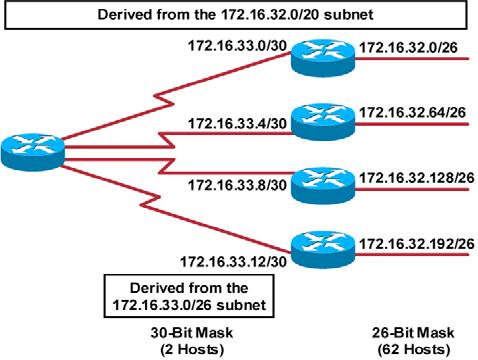 Derived from the 172.16.32.0/20 subnet
172.16.33.0/30
172.16.32.0/26
172.16.33.4/30
172.16.32.64/26
172.16.33.8/30
172.16.32.128/26
172.16.33.12/30
172.16.32.192/26
Derived from the
172.16.33.0/26 subnet
30-Bit Mask
(2 Hosts)
26-Bit Mask
(62 Hosts)